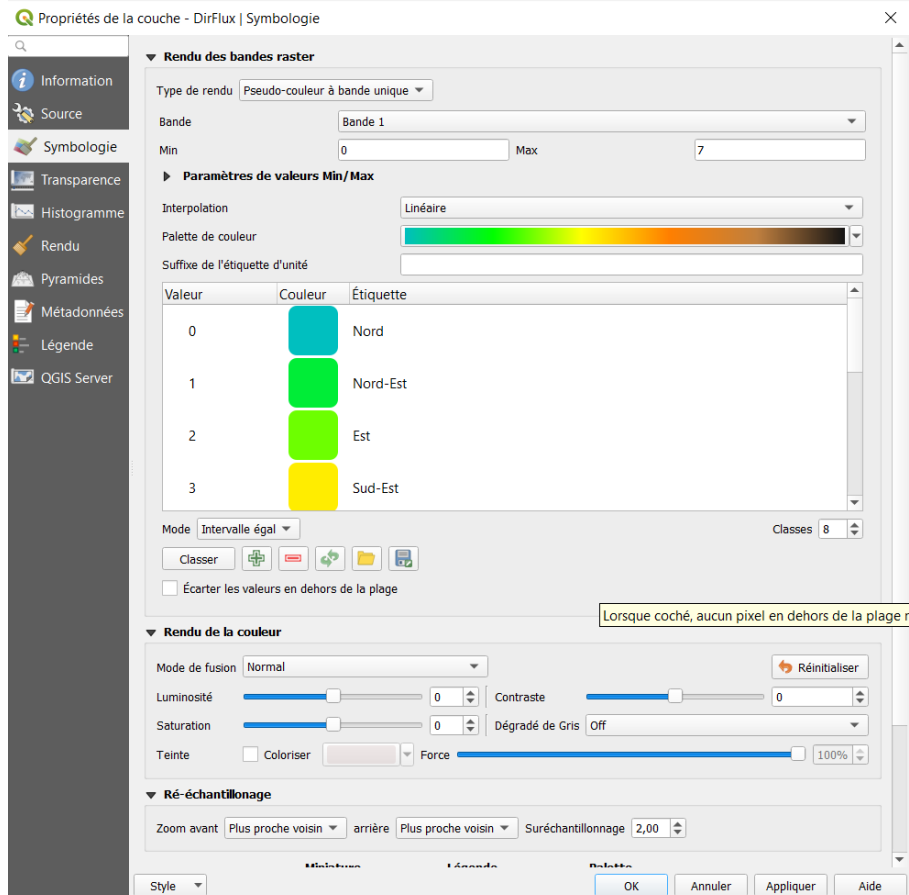 Propriétés de la couche - DirFlux | Symbologie
Information
Source
Symbologie
Transparence
Histogramme
Rendu
Pyramides
Métadonnées
Légende
QGIS Server
Rendu des bandes raster
Type de rendu Pseudo-couleur à bande unique
Bande Bande 1
Min 0 Max 7
Paramètres de valeurs Min/Max
Interpolation Linéaire
Palette de couleur
Suffixe de l'étiquette d'unité
Valeur Couleur Étiquette
0 Nord
1 Nord-Est
2 Est
3 Sud-Est
Mode Intervalle égal Classes 8
Classer
Écarter les valeurs en dehors de la plage
Lorsque coché, aucun pixel en dehors de la plage
Rendu de la couleur
Mode de fusion Normal Réinitialiser
Luminosité 0 Contraste 0
Saturation 0 Dégradé de Gris Off
Teinte Coloriser Force 100%
Ré-échantillonage
Zoom avant Plus proche voisin arrière Plus proche voisin Suréchantillonnage 2,00
Miniature Légende Palette
Style OK Annuler Appliquer Aide